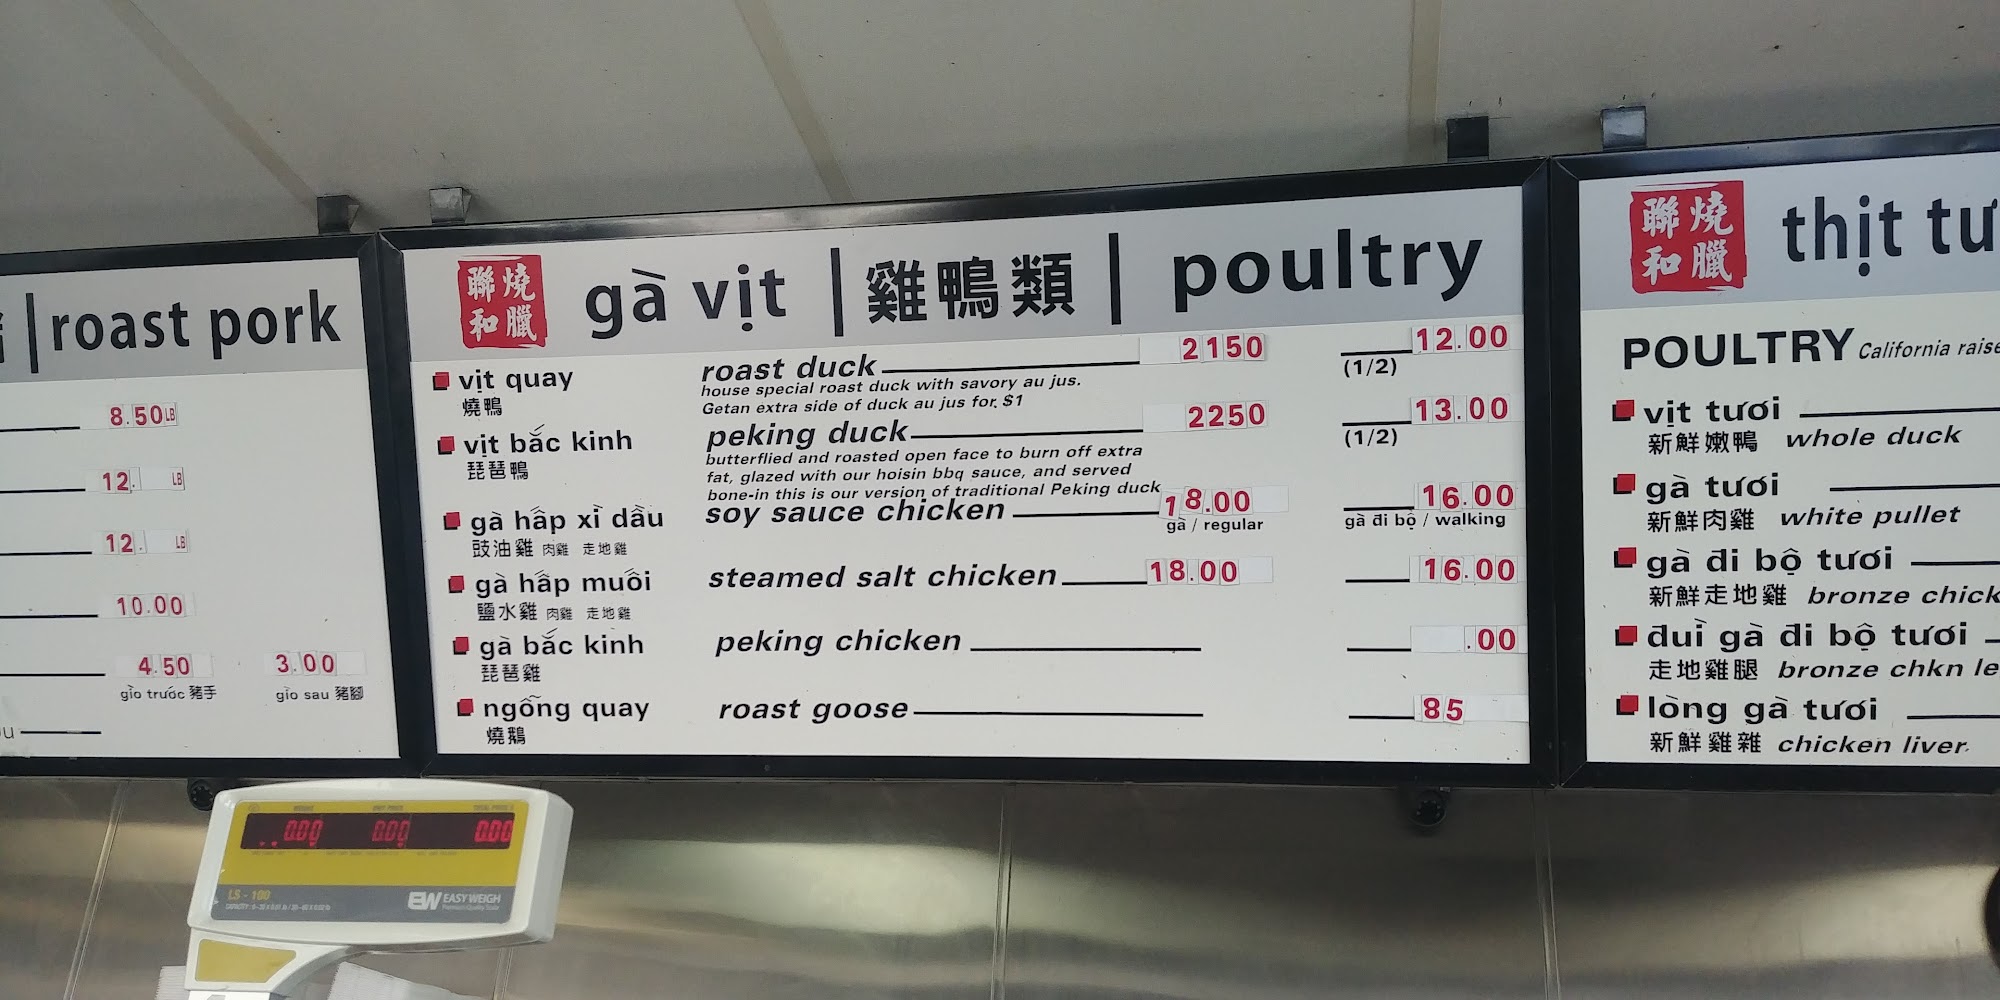 roast pork
8.50 LB
12. LB
12. LB
10.00
4.50 3.00
gìo trước 豬手 gìo sau 豬腳
聯燒
和臘
gà vịt | 雞鴨類 | poultry
vịt quay roast duck 2150 12.00
燒鴨 house special roast duck with savory au jus. (1/2)
Getan extra side of duck au jus for $1
vịt bắc kinh peking duck 2250 13.00
琵琶鴨 butterflied and roasted open face to burn off extra (1/2)
fat, glazed with our hoisin bbq sauce, and served
bone-in this is our version of traditional Peking duck
gà hấp xì dầu soy sauce chicken 18.00 16.00
豉油雞 肉雞 走地雞 gà / regular gà đi bộ / walking
gà hấp muối steamed salt chicken 18.00 16.00
鹽水雞 肉雞 走地雞
gà bắc kinh peking chicken .00
琵琶雞
ngỗng quay roast goose 85
燒鵝
聯燒
和臘
thịt
POULTRY California
vịt tươi
新鮮嫩鴨 whole duck
gà tươi
新鮮肉雞 white pullet
gà đi bộ tươi
新鮮走地雞 bronze
đuì gà đi bộ tươi
走地雞腿 bronze chkn
lòng gà tươi
新鮮雞雜 chicken liver
0.00 0.00 0.00
LS - 100
EW EASY WEIGH